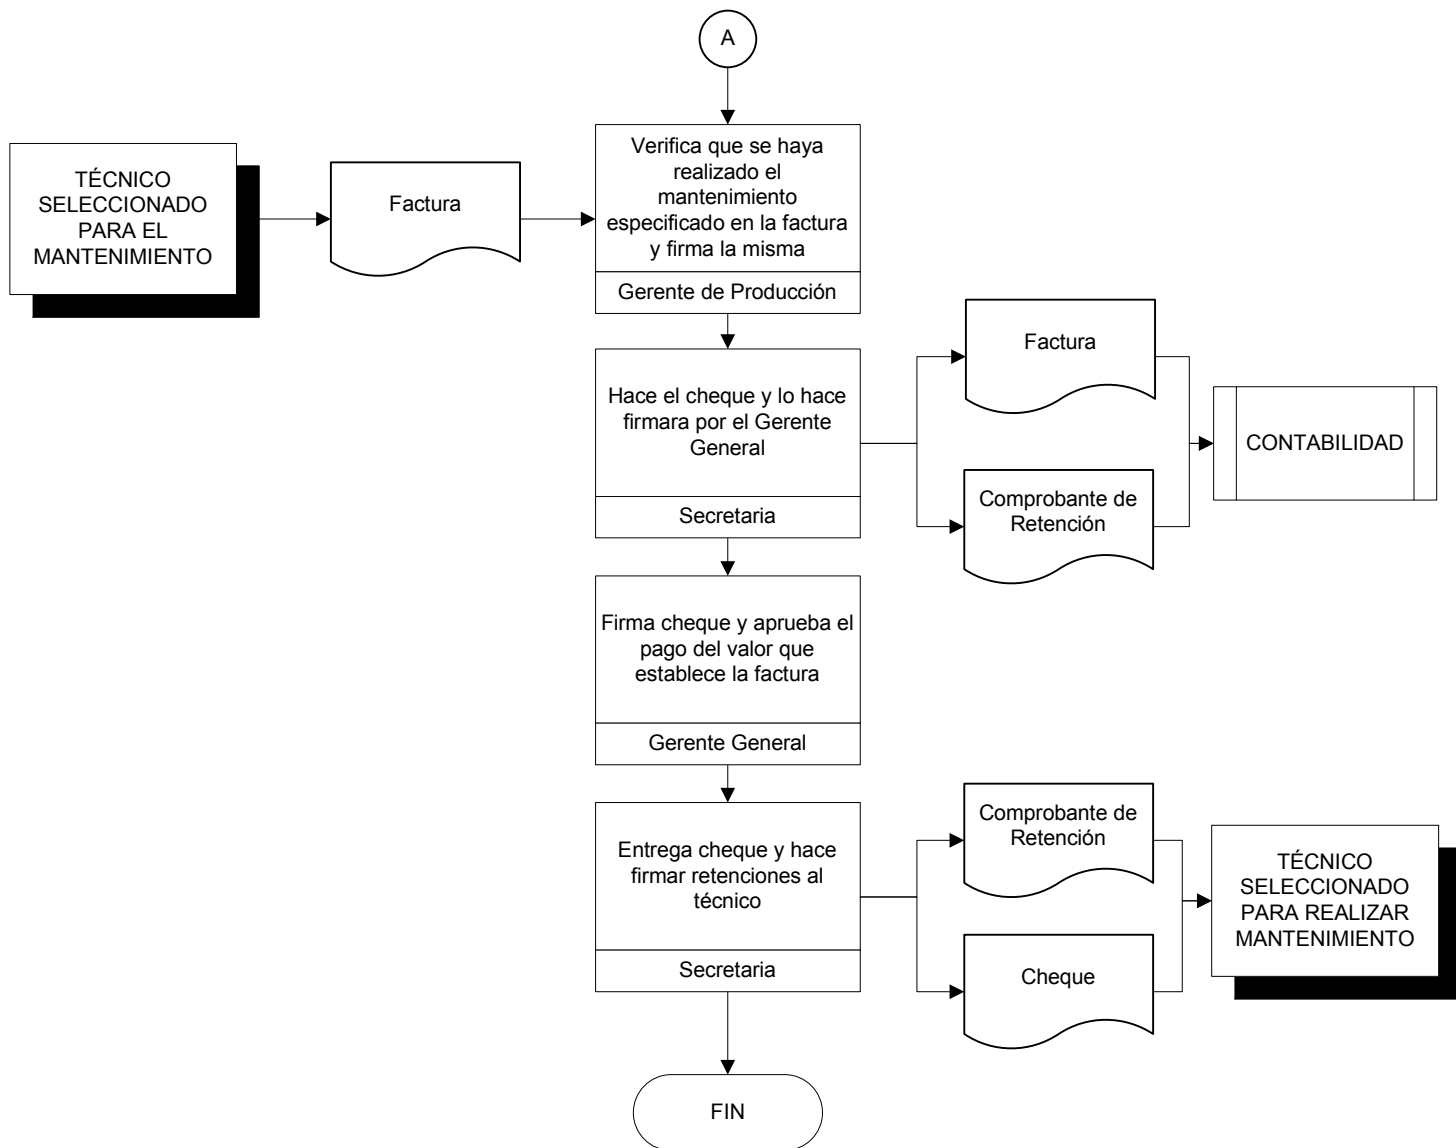 A
TÉCNICO
SELECCIONADO
PARA EL
MANTENIMIENTO
Factura
Verifica que se haya
realizado el
mantenimiento
especificado en la factura
y firma la misma
Gerente de Producción
Hace el cheque y lo hace
firmara por el Gerente
General
Secretaria
Factura
Comprobante de
Retención
CONTABILIDAD
Firma cheque y aprueba el
pago del valor que
establece la factura
Gerente General
Entrega cheque y hace
firmar retenciones al
técnico
Secretaria
Comprobante de
Retención
Cheque
TÉCNICO
SELECCIONADO
PARA REALIZAR
MANTENIMIENTO
FIN